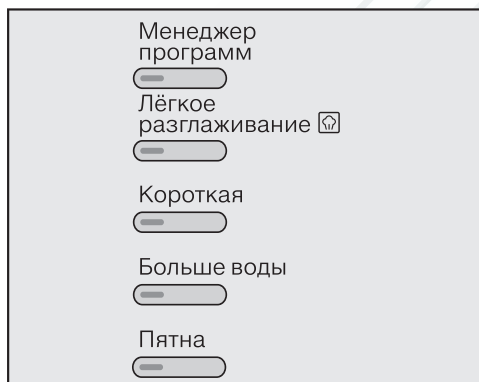 Менеджер
программ
Лёгкое
разглаживание
Короткая
Больше воды
Пятна